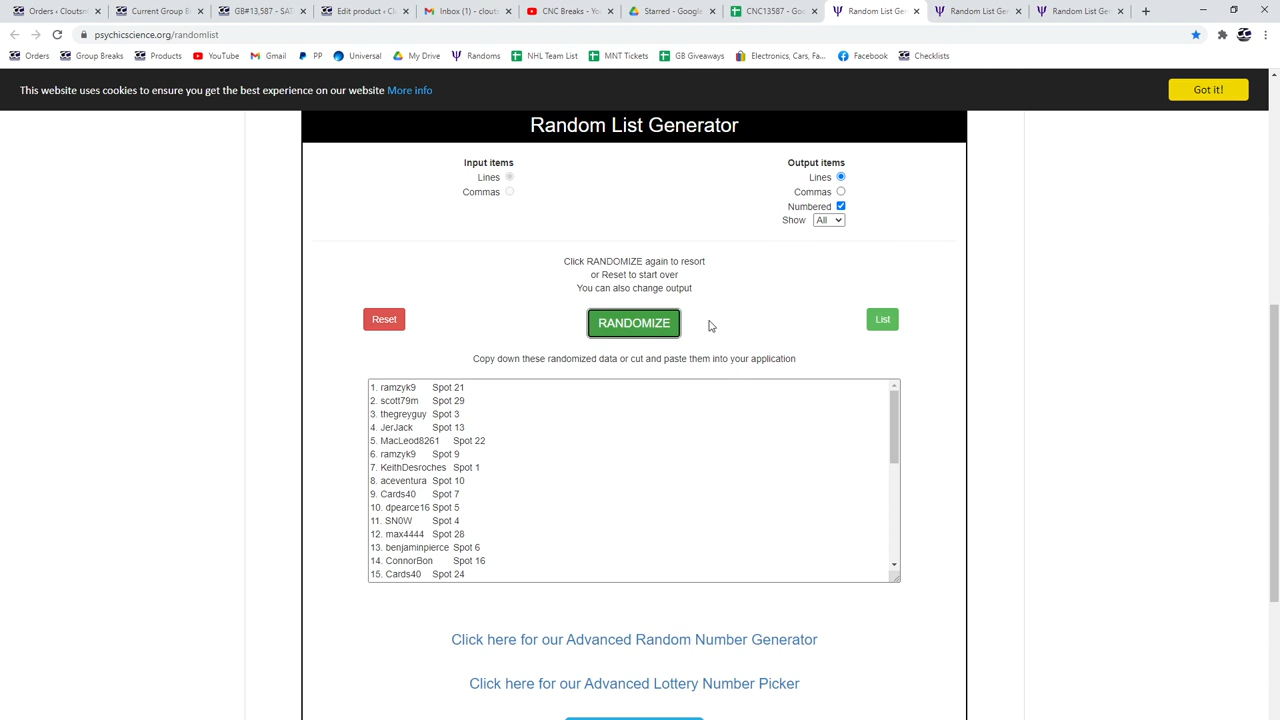 Orders ‹ Cloutsn
Current Group B
GB#13,587 - SAT
Edit product ‹ Cl
Inbox (1) - clouts
CNC Breaks - Yo
Starred - Google
CNC13587 - Goo
Random List Gen
Random List Gen
Random List Gen
psychicscience.org/randomlist
Orders Group Breaks Products YouTube Gmail PP Universal My Drive Randoms NHL Team List MNT Tickets GB Giveaways Electronics, Cars, Fa... Facebook Checklists
This website uses cookies to ensure you get the best experience on our website More info
Got it!
Random List Generator
Input items
Lines
Commas
Output items
Lines
Commas
Numbered
Show All
Click RANDOMIZE again to resort
or Reset to start over
You can also change output
Reset
RANDOMIZE
List
Copy down these randomized data or cut and paste them into your application
1. ramzyk9 Spot 21
2. scott79m Spot 29
3. thegreyguy Spot 3
4. JerJack Spot 13
5. MacLeod8261 Spot 22
6. ramzyk9 Spot 9
7. KeithDesroches Spot 1
8. aceventura Spot 10
9. Cards40 Spot 7
10. dpearce16 Spot 5
11. SN0W Spot 4
12. max4444 Spot 28
13. benjaminpierce Spot 6
14. ConnorBon Spot 16
15. Cards40 Spot 24
Click here for our Advanced Random Number Generator
Click here for our Advanced Lottery Number Picker